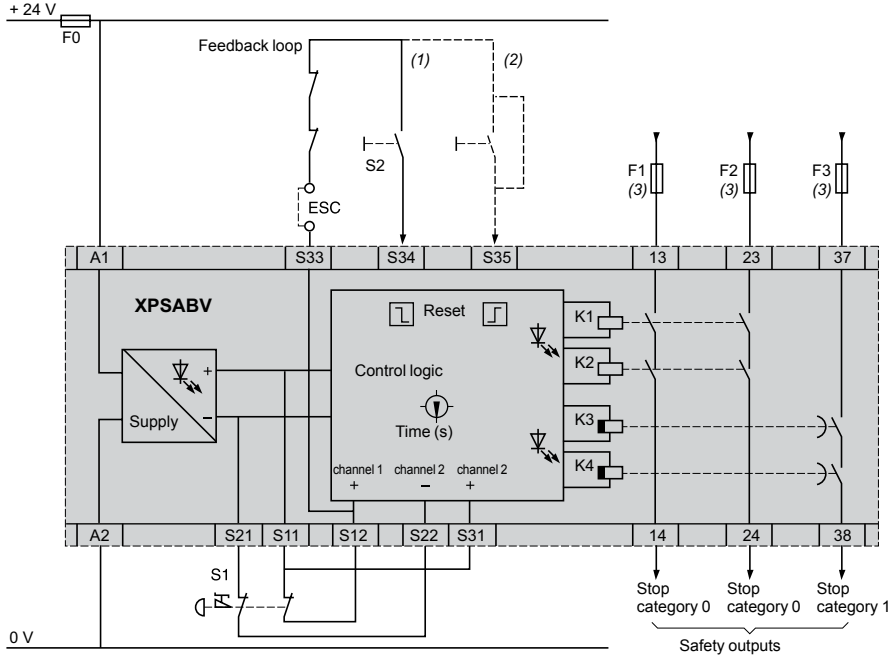 + 24 V
F0
Feedback loop
(1)
(2)
S2
ESC
F1
(3)
F2
(3)
F3
(3)
A1
S33
S34
S35
13
23
37
XPSABV
Reset
K1
K2
Control logic
+
−
Supply
Time (s)
K3
K4
channel 1
+
channel 2
−
channel 2
+
A2
S21
S11
S12
S22
S31
14
24
38
S1
Stop
category 0
Stop
category 0
Stop
category 1
0 V
Safety outputs